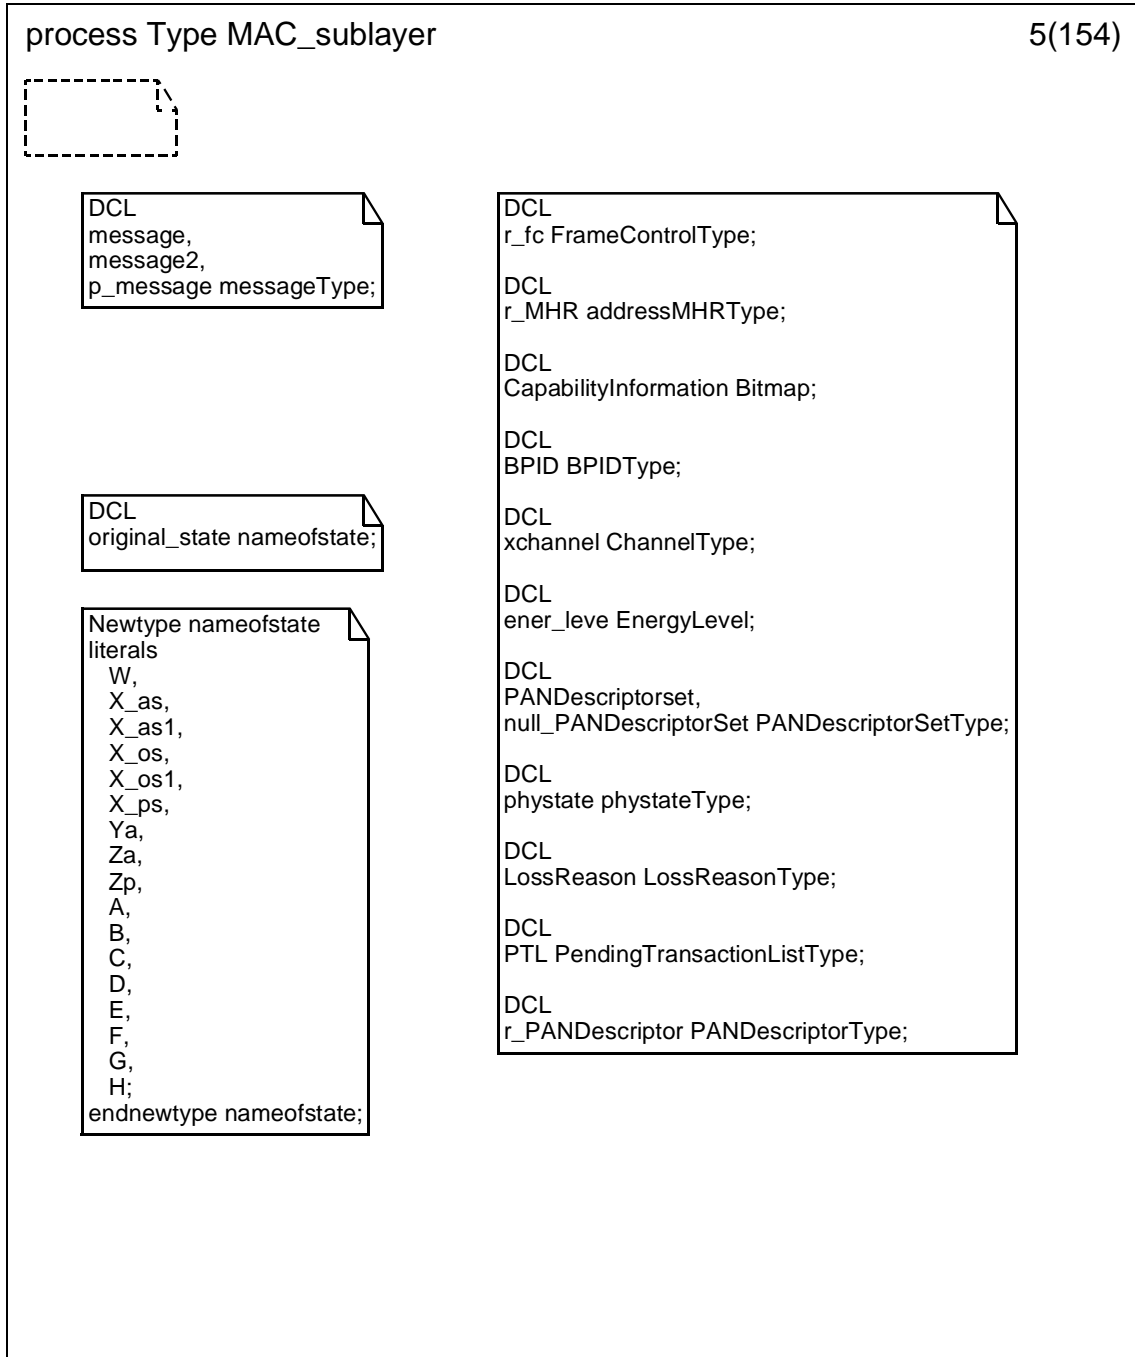 process Type MAC_sublayer
5(154)
DCL
message,
message2,
p_message messageType;
DCL
original_state nameofstate;
Newtype nameofstate
literals
W,
X_as,
X_as1,
X_os,
X_os1,
X_ps,
Ya,
Za,
Zp,
A,
B,
C,
D,
E,
F,
G,
H;
endnewtype nameofstate;
DCL
r_fc FrameControlType;
DCL
r_MHR addressMHRType;
DCL
CapabilityInformation Bitmap;
DCL
BPID BPIDType;
DCL
xchannel ChannelType;
DCL
ener_leve EnergyLevel;
DCL
PANDescriptorset,
null_PANDescriptorSet PANDescriptorSetType;
DCL
phystate phystateType;
DCL
LossReason LossReasonType;
DCL
PTL PendingTransactionListType;
DCL
r_PANDescriptor PANDescriptorType;